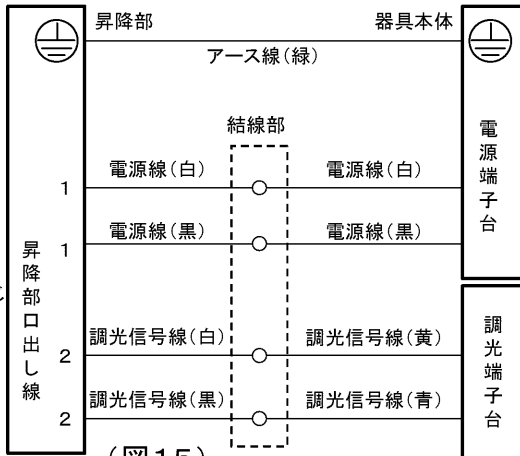 昇降部
器具本体
アース線(緑)
結線部
電源線(白)
電源線(白)
1
電源線(黒)
電源線(黒)
1
調光信号線(白)
調光信号線(黄)
2
調光信号線(黒)
調光信号線(青)
2
昇降部口出し線
電源端子台
調光端子台
(図15)